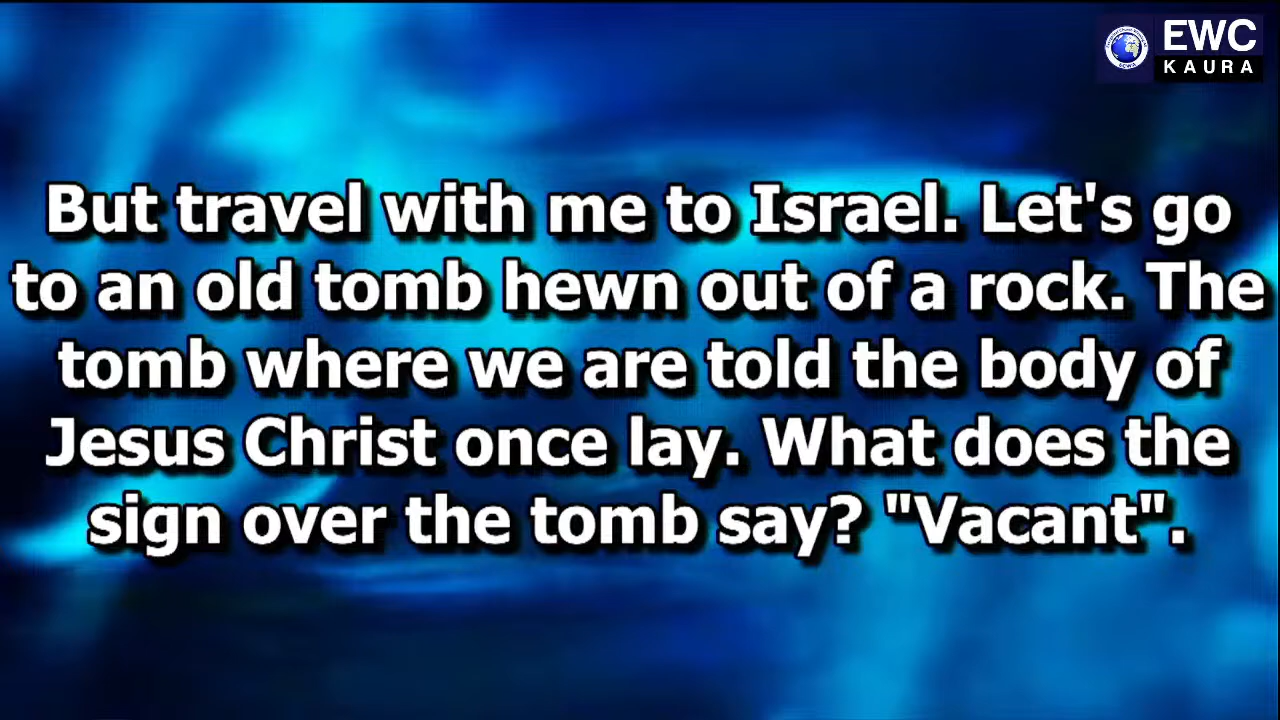 EWC
KAURA
But travel with me to Israel. Let's go
to an old tomb hewn out of a rock. The
tomb where we are told the body of
Jesus Christ once lay. What does the
sign over the tomb say? "Vacant".